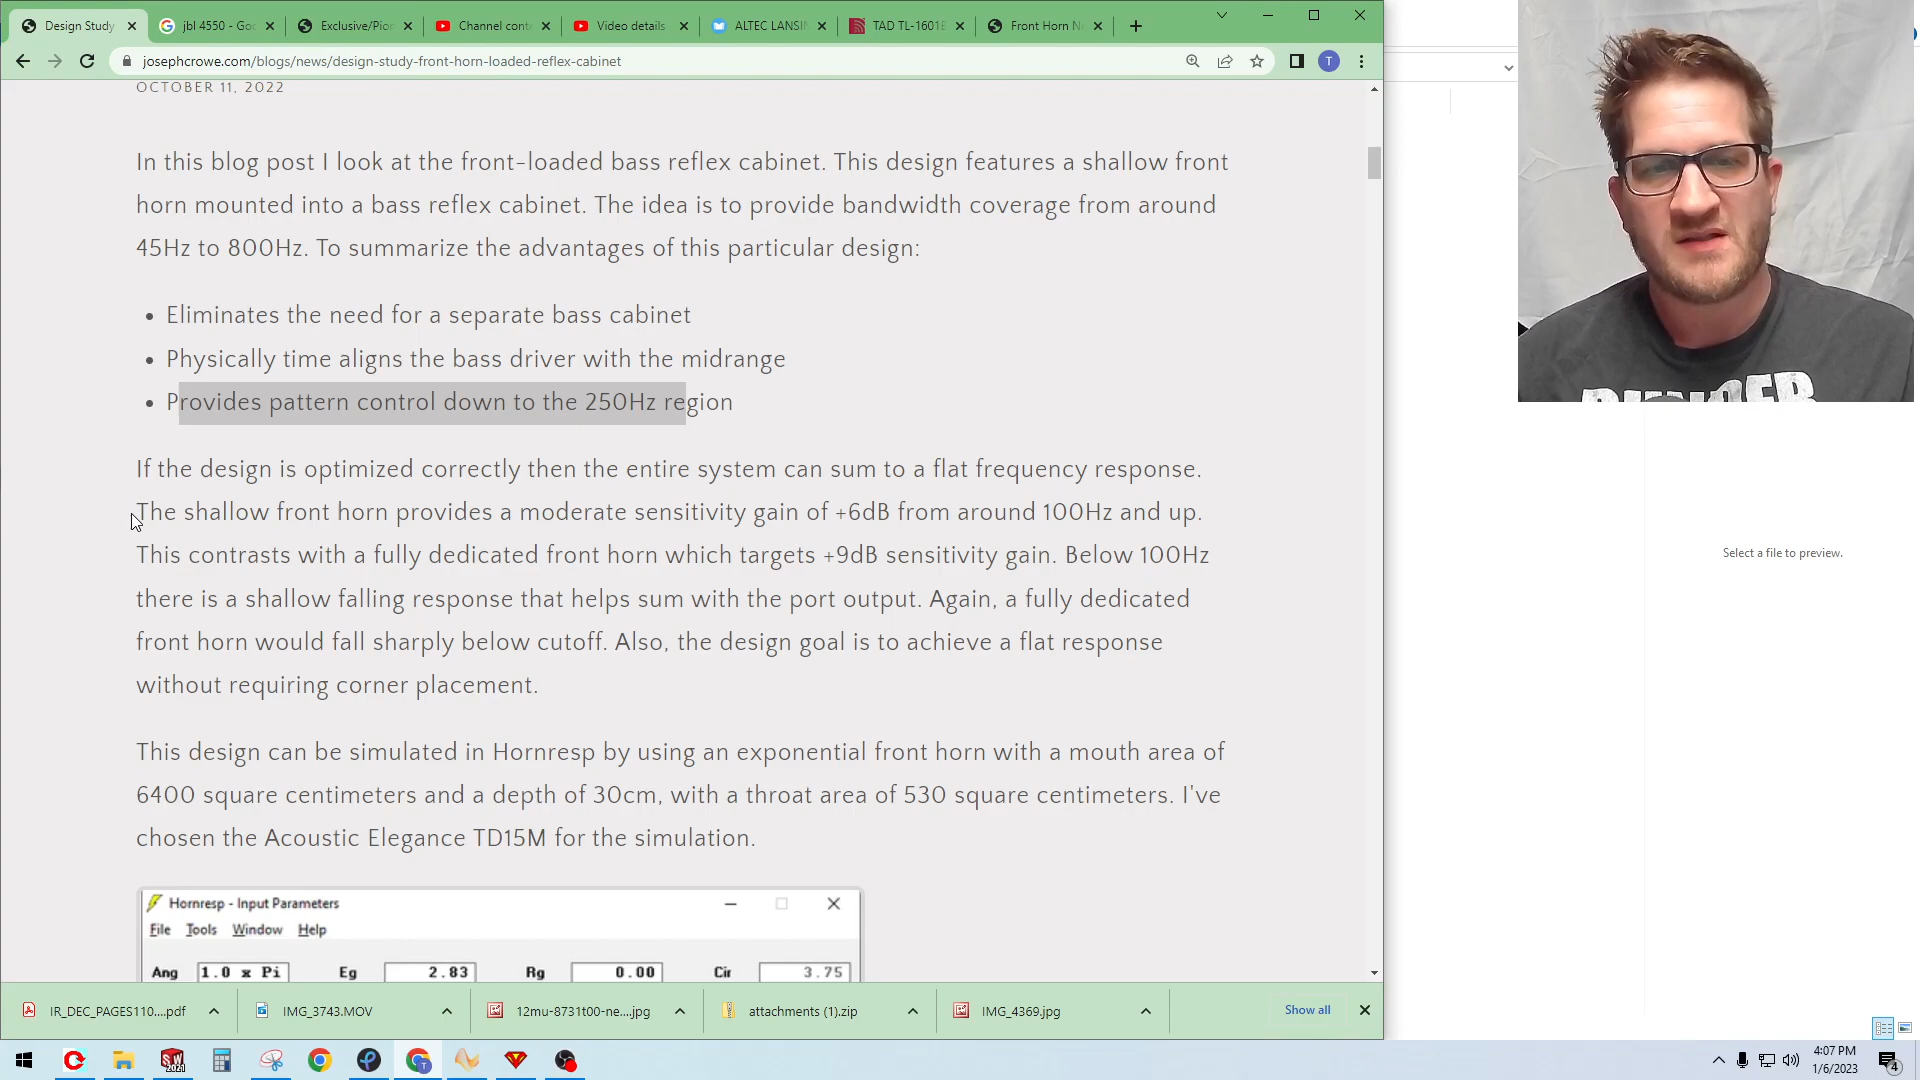 Design Study
jbl 4550 - Goo
Exclusive/Pior
Channel cont
Video details
ALTEC LANSIN
TAD TL-1601B
Front Horn N
josephcrowe.com/blogs/news/design-study-front-horn-loaded-reflex-cabinet
T
OCTOBER 11, 2022
In this blog post I look at the front-loaded bass reflex cabinet. This design features a shallow front
horn mounted into a bass reflex cabinet. The idea is to provide bandwidth coverage from around
45Hz to 800Hz. To summarize the advantages of this particular design:
• Eliminates the need for a separate bass cabinet
• Physically time aligns the bass driver with the midrange
• Provides pattern control down to the 250Hz region
If the design is optimized correctly then the entire system can sum to a flat frequency response.
The shallow front horn provides a moderate sensitivity gain of +6dB from around 100Hz and up.
This contrasts with a fully dedicated front horn which targets +9dB sensitivity gain. Below 100Hz
there is a shallow falling response that helps sum with the port output. Again, a fully dedicated
front horn would fall sharply below cutoff. Also, the design goal is to achieve a flat response
without requiring corner placement.
This design can be simulated in Hornresp by using an exponential front horn with a mouth area of
6400 square centimeters and a depth of 30cm, with a throat area of 530 square centimeters. I've
chosen the Acoustic Elegance TD15M for the simulation.
Hornresp - Input Parameters
File Tools Window Help
Ang 1.0 x Pi Eg 2.83 Rg 0.00 Cir 3.75
Select a file to preview.
IR_DEC_PAGES110....pdf
IMG_3743.MOV
12mu-8731t00-ne....jpg
attachments (1).zip
IMG_4369.jpg
Show all
SW
2021
T
4:07 PM
1/6/2023
4